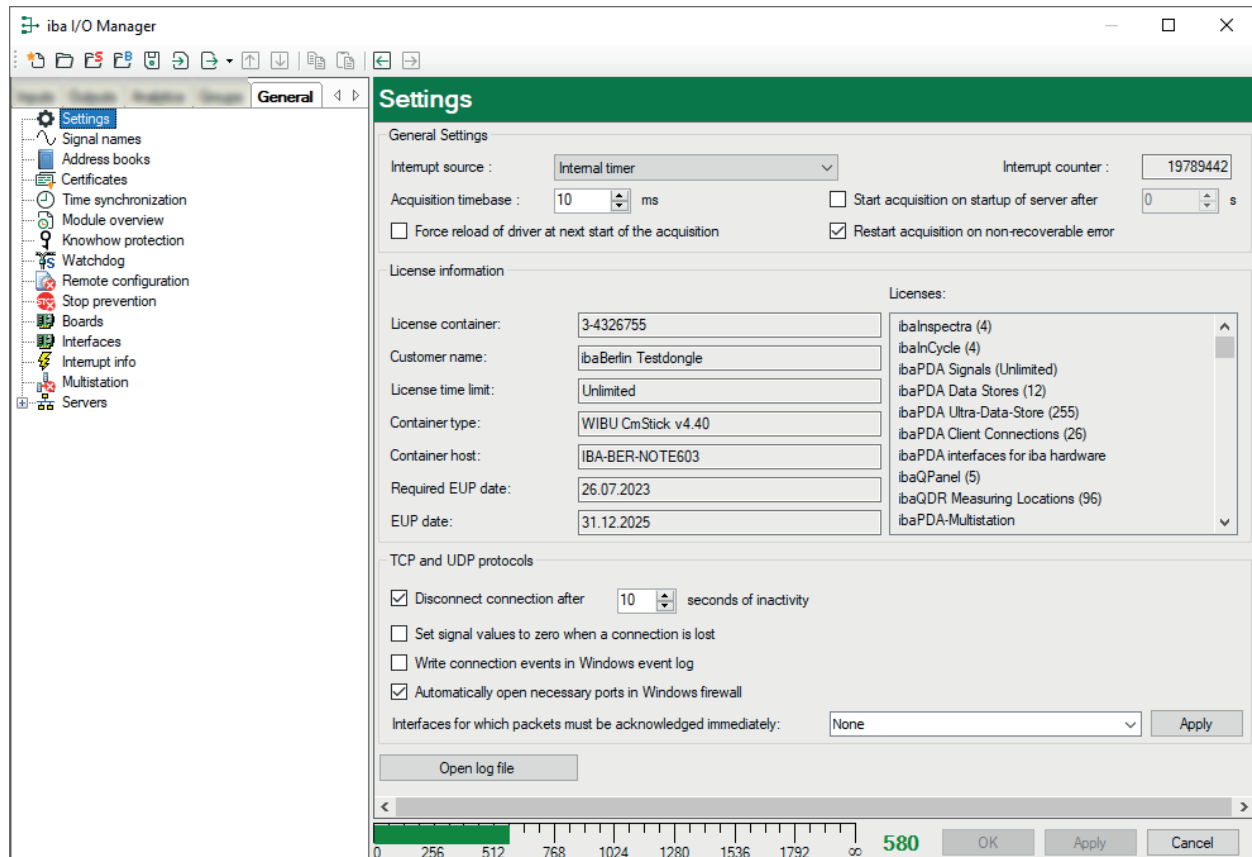 iba I/O Manager
General
Settings
Signal names
Address books
Certificates
Time synchronization
Module overview
Knowhow protection
Watchdog
Remote configuration
Stop prevention
Boards
Interfaces
Interrupt info
Multistation
Servers
Settings
General Settings
Interrupt source : Internal timer Interrupt counter : 19789442
Acquisition timebase : 10 ms Start acquisition on startup of server after 0 s
Force reload of driver at next start of the acquisition Restart acquisition on non-recoverable error
License information
Licenses:
License container: 3-4326755
Customer name: ibaBerlin Testdongle
License time limit: Unlimited
Container type: WIBU CmStick v4.40
Container host: IBA-BER-NOTE603
Required EUP date: 26.07.2023
EUP date: 31.12.2025
ibaInspectra (4)
ibaInCycle (4)
ibaPDA Signals (Unlimited)
ibaPDA Data Stores (12)
ibaPDA Ultra-Data-Store (255)
ibaPDA Client Connections (26)
ibaPDA interfaces for iba hardware
ibaQPanel (5)
ibaQDR Measuring Locations (96)
ibaPDA-Multistation
TCP and UDP protocols
Disconnect connection after 10 seconds of inactivity
Set signal values to zero when a connection is lost
Write connection events in Windows event log
Automatically open necessary ports in Windows firewall
Interfaces for which packets must be acknowledged immediately: None Apply
Open log file
0 256 512 768 1024 1280 1536 1792 ∞ 580 OK Apply Cancel